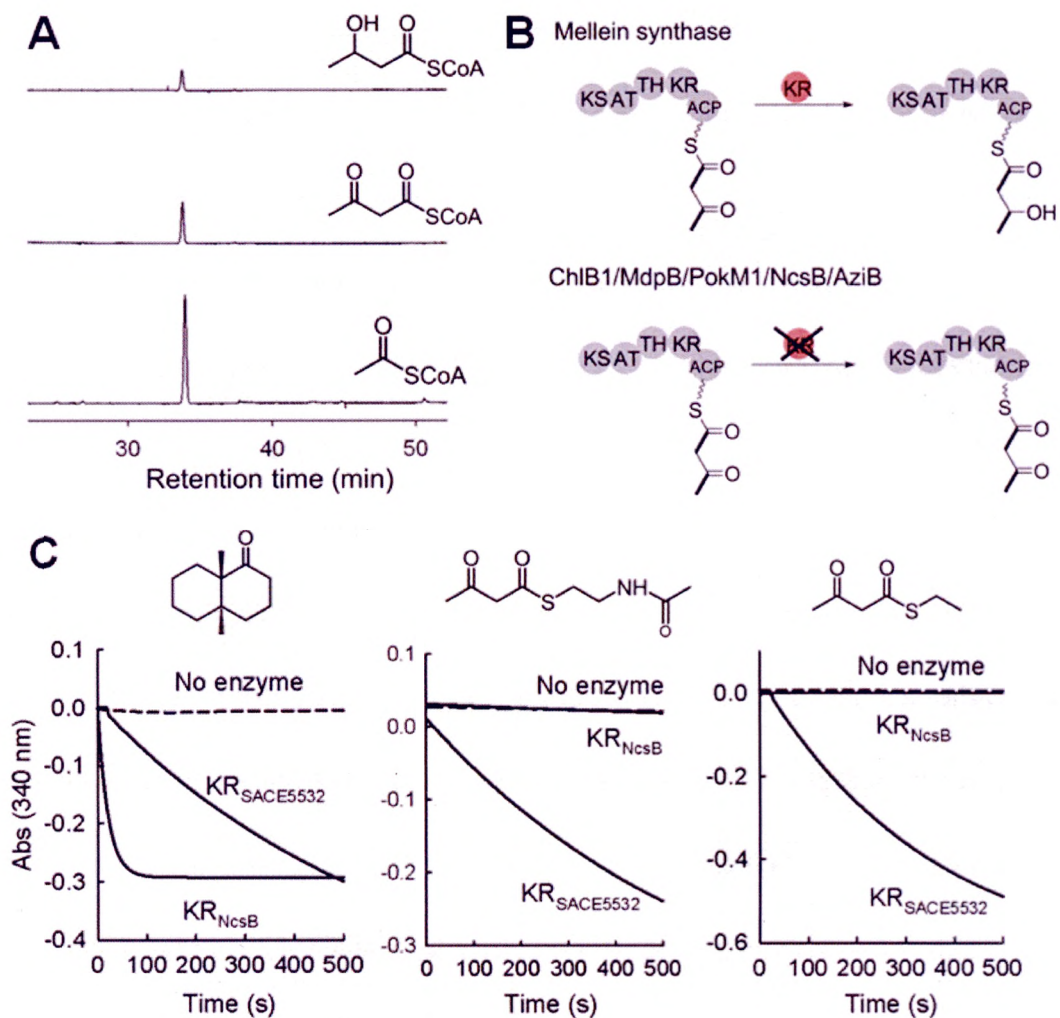 A
OH
O
SCoA
O
O
SCoA
O
SCoA
30
40
50
Retention time (min)
B
Mellein synthase
KS AT TH KR ACP
KR
KS AT TH KR ACP
S
O
O
S
O
OH
ChlB1/MdpB/PokM1/NcsB/AziB
KS AT TH KR ACP
KR
KS AT TH KR ACP
S
O
O
S
O
O
C
O
0.1
0.0
-0.1
-0.2
-0.3
-0.4
Abs (340 nm)
No enzyme
KRSACE5532
KRNcsB
0 100 200 300 400 500
Time (s)
O
O
S
NH
O
0.1
0.0
-0.1
-0.2
-0.3
No enzyme
KRNcsB
KRSACE5532
0 100 200 300 400 500
Time (s)
O
O
S
0.0
-0.2
-0.4
-0.6
No enzyme
KRNcsB
KRSACE5532
0 100 200 300 400 500
Time (s)